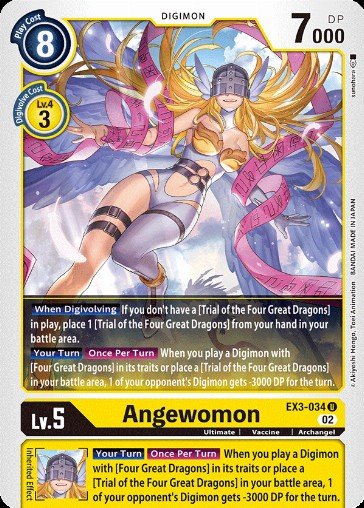 Play Cost
DIGIMON
8
7000
DP
Digivolve Cost
Lv.4
3
sunohara
© Akiyoshi Hongo, Toei Animation BANDAI MADE IN JAPAN
When Digivolving If you don't have a [Trial of the Four Great Dragons]
in play, place 1 [Trial of the Four Great Dragons] from your hand in your
battle area.
Your Turn Once Per Turn When you play a Digimon
with [Four Great Dragons] in its traits or place a
[Trial of the Four Great Dragons]
in your battle area, 1 of your opponent's Digimon gets -3000 DP for the turn.
EX3-034 U
02
Lv.5
Angewomon
Ultimate | Vaccine | Archangel
Inherited Effect
Your Turn Once Per Turn When you play a Digimon
with [Four Great Dragons] in its traits or place a
[Trial of the Four Great Dragons] in your battle area, 1
of your opponent's Digimon gets -3000 DP for the turn.